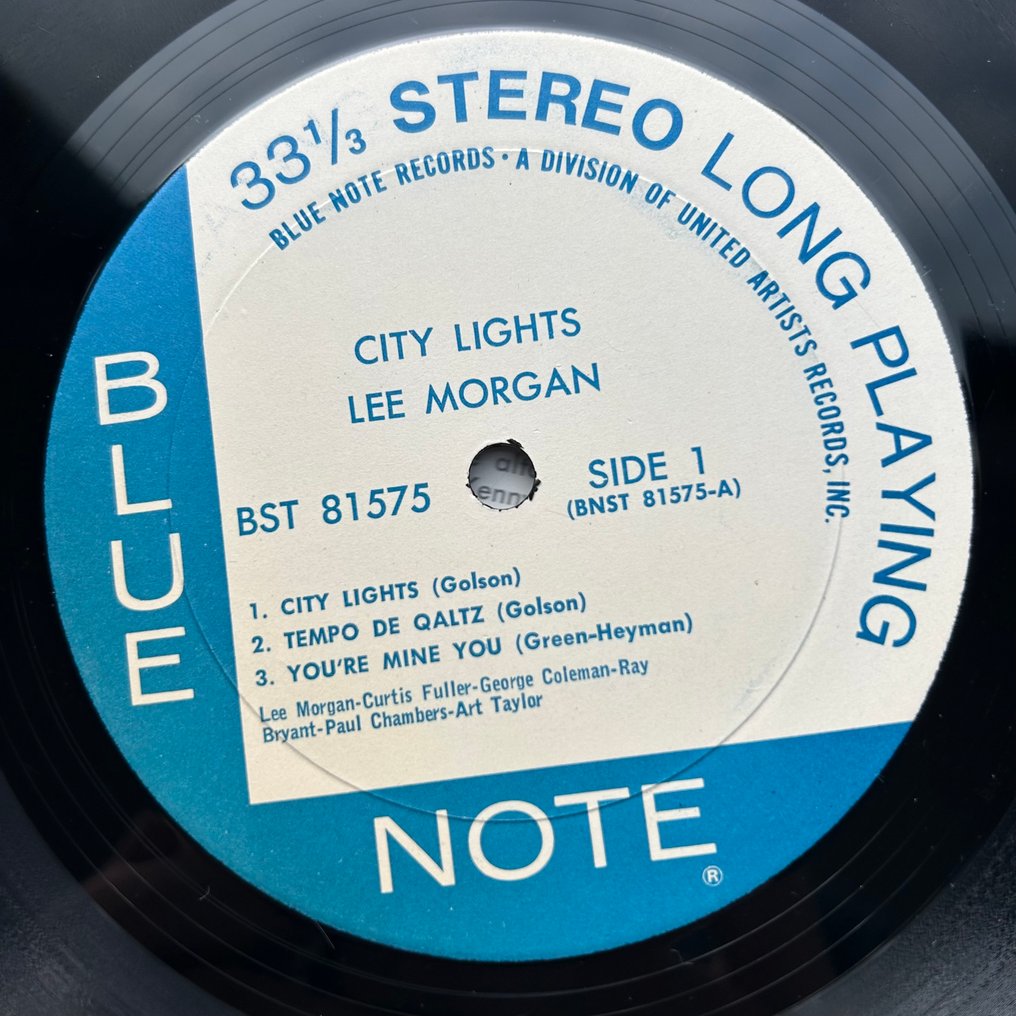 33⅓ STEREO LONG PLAYING
BLUE NOTE RECORDS · A DIVISION OF UNITED ARTISTS RECORDS, INC.
CITY LIGHTS
LEE MORGAN
BST 81575
SIDE 1
(BNST 81575-A)
1. CITY LIGHTS (Golson)
2. TEMPO DE QALTZ (Golson)
3. YOU'RE MINE YOU (Green-Heyman)
Lee Morgan-Curtis Fuller-George Coleman-Ray
Bryant-Paul Chambers-Art Taylor
BLUE
NOTE ®